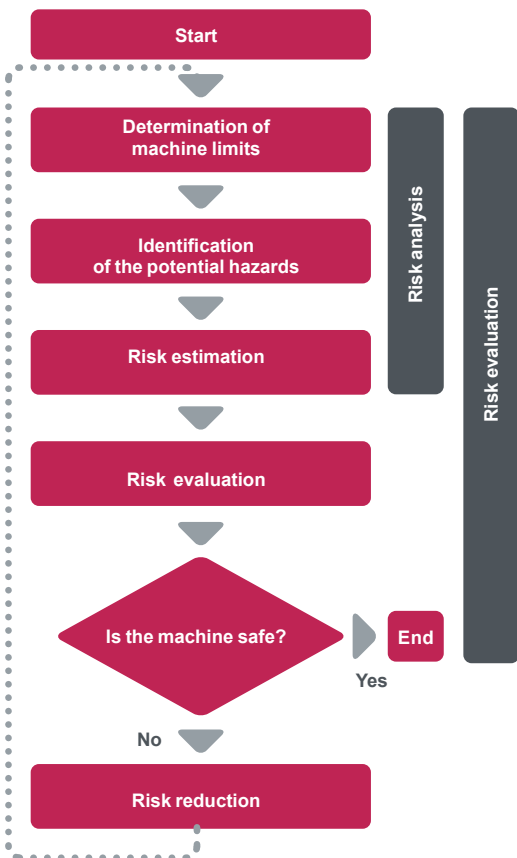 Start
Determination of
machine limits
Identification
of the potential hazards
Risk estimation
Risk evaluation
Is the machine safe?
End
Yes
No
Risk reduction
Risk analysis
Risk evaluation